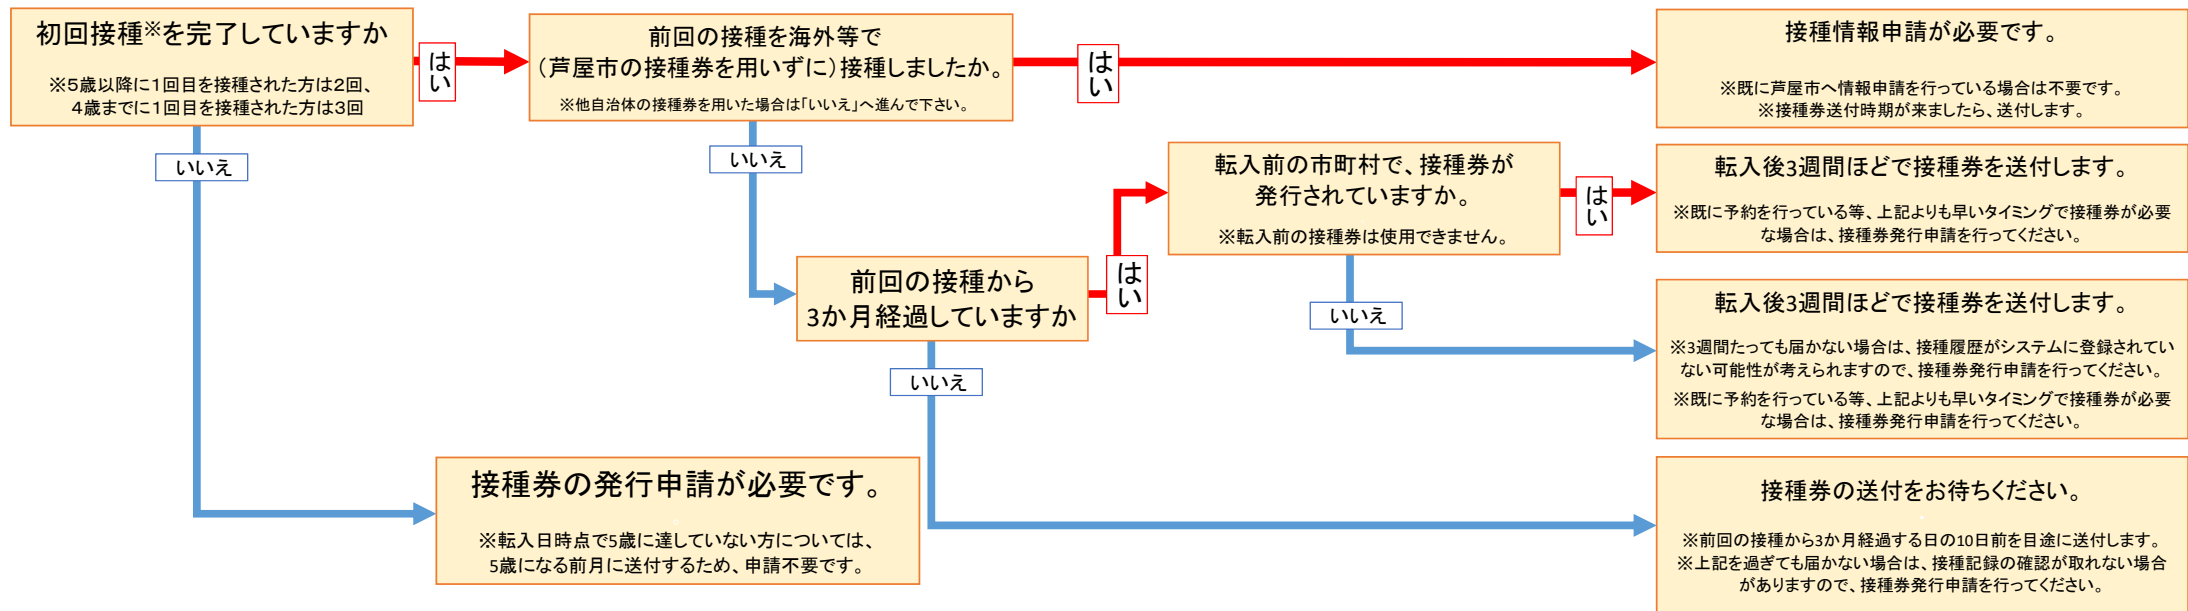 初回接種※を完了していますか
※5歳以降に1回目を接種された方は2回、
4歳までに1回目を接種された方は3回
はい
いいえ
前回の接種を海外等で
（芦屋市の接種券を用いずに）接種しましたか。
※他自治体の接種券を用いた場合は「いいえ」へ進んで下さい。
はい
いいえ
接種情報申請が必要です。
※既に芦屋市へ情報申請を行っている場合は不要です。
※接種券送付時期が来ましたら、送付します。
前回の接種から
3か月経過していますか
はい
いいえ
転入前の市町村で、接種券が
発行されていますか。
※転入前の接種券は使用できません。
はい
いいえ
転入後3週間ほどで接種券を送付します。
※既に予約を行っている等、上記よりも早いタイミングで接種券が必要
な場合は、接種券発行申請を行ってください。
転入後3週間ほどで接種券を送付します。
※3週間たっても届かない場合は、接種履歴がシステムに登録されてい
ない可能性が考えられますので、接種券発行申請を行ってください。
※既に予約を行っている等、上記よりも早いタイミングで接種券が必要
な場合は、接種券発行申請を行ってください。
接種券の発行申請が必要です。
※転入日時点で5歳に達していない方については、
5歳になる前月に送付するため、申請不要です。
接種券の送付をお待ちください。
※前回の接種から3か月経過する日の10日前を目途に送付します。
※上記を過ぎても届かない場合は、接種記録の確認が取れない場合
がありますので、接種券発行申請を行ってください。